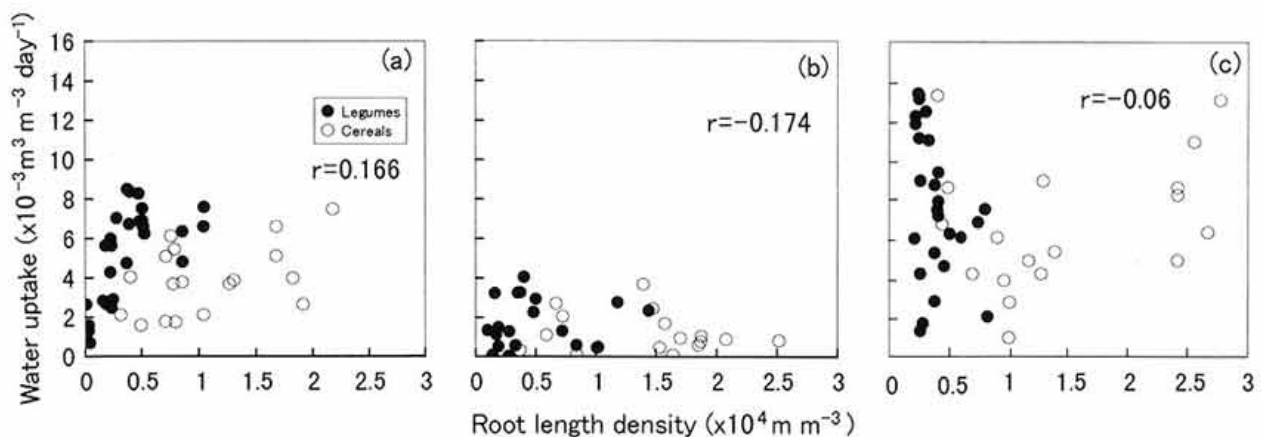 Water uptake (x10⁻³m³ m⁻³ day⁻¹)
16
14
12
10
8
6
4
2
0
(a)
Legumes
Cereals
r=0.166
0 0.5 1 1.5 2 2.5 3
(b)
r=-0.174
0 0.5 1 1.5 2 2.5 3
(c)
r=-0.06
0.5 1 1.5 2 2.5 3
Root length density (x10⁴ m m⁻³)